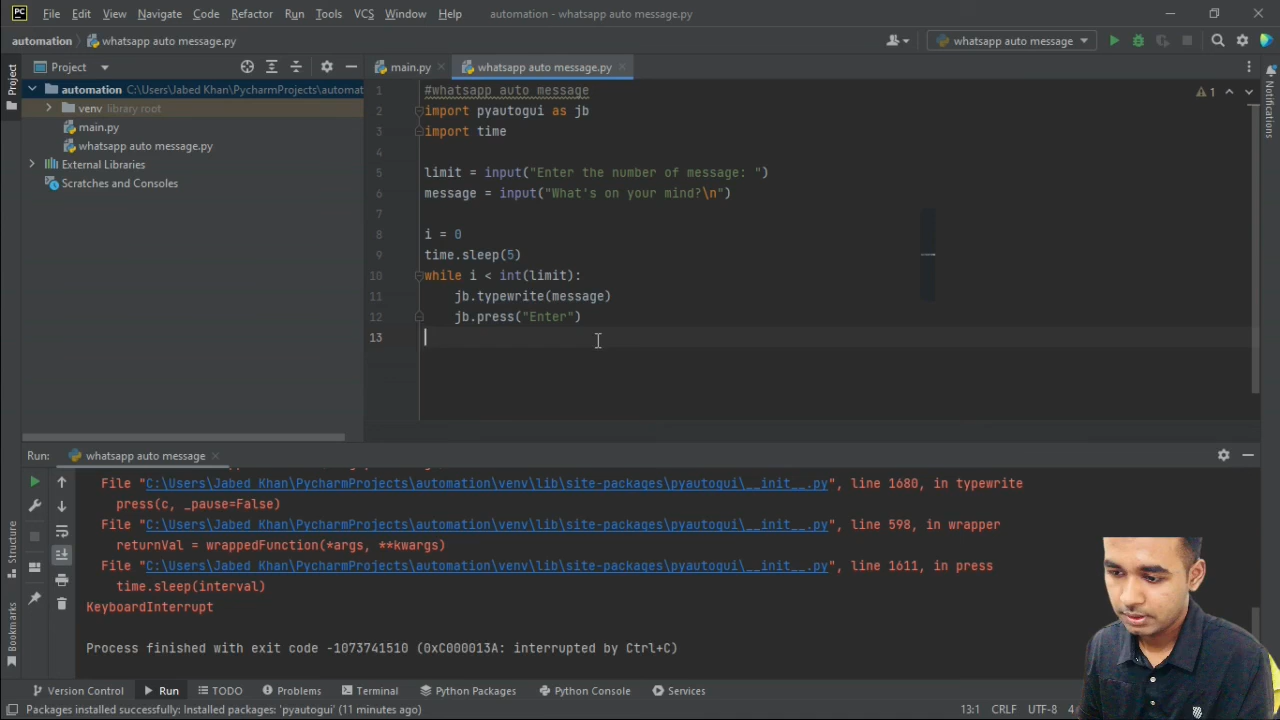 PC File Edit View Navigate Code Refactor Run Tools VCS Window Help automation - whatsapp auto message.py
automation whatsapp auto message.py whatsapp auto message
Project Project main.py whatsapp auto message.py Notifications
automation C:\Users\Jabed Khan\PycharmProjects\automat
venv library root
main.py
whatsapp auto message.py
External Libraries
Scratches and Consoles
1 #whatsapp auto message 1
2 import pyautogui as jb
3 import time
4
5 limit = input("Enter the number of message: ")
6 message = input("What's on your mind?\n")
7
8 i = 0
9 time.sleep(5)
10 while i < int(limit):
11 jb.typewrite(message)
12 jb.press("Enter")
13
Run: whatsapp auto message
File "C:\Users\Jabed Khan\PycharmProjects\automation\venv\lib\site-packages\pyautogui\__init__.py", line 1680, in typewrite
press(c, _pause=False)
File "C:\Users\Jabed Khan\PycharmProjects\automation\venv\lib\site-packages\pyautogui\__init__.py", line 598, in wrapper
returnVal = wrappedFunction(*args, **kwargs)
File "C:\Users\Jabed Khan\PycharmProjects\automation\venv\lib\site-packages\pyautogui\__init__.py", line 1611, in press
time.sleep(interval)
KeyboardInterrupt
Process finished with exit code -1073741510 (0xC000013A: interrupted by Ctrl+C)
Structure
Bookmarks
Version Control Run TODO Problems Terminal Python Packages Python Console Services
Packages installed successfully: Installed packages: 'pyautogui' (11 minutes ago) 13:1 CRLF UTF-8 4